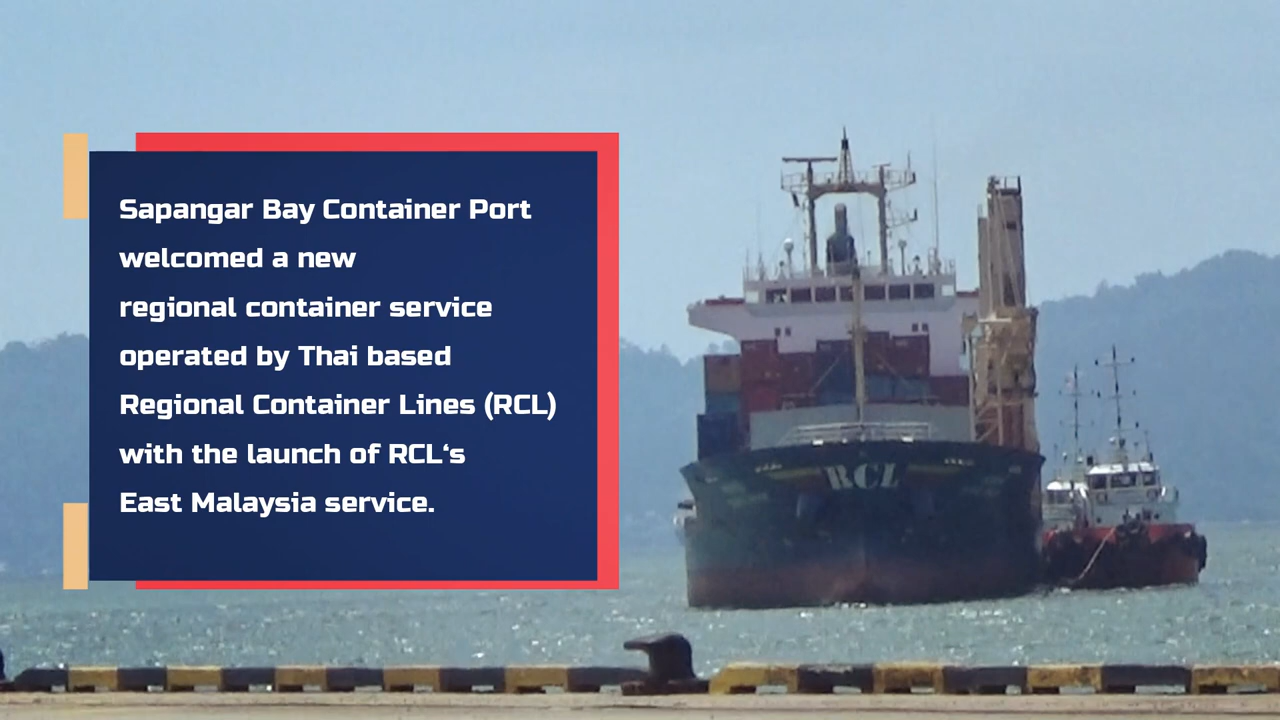 Sapangar Bay Container Port
welcomed a new
regional container service
operated by Thai based
Regional Container Lines (RCL)
with the launch of RCL‘s
East Malaysia service.
RCL